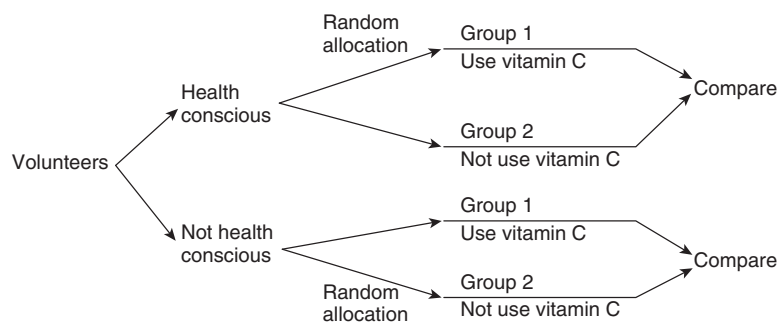 Random
allocation
Group 1
Use vitamin C
Health
conscious
Compare
Group 2
Not use vitamin C
Volunteers
Group 1
Not health
conscious
Use vitamin C
Compare
Group 2
Random
allocation
Not use vitamin C